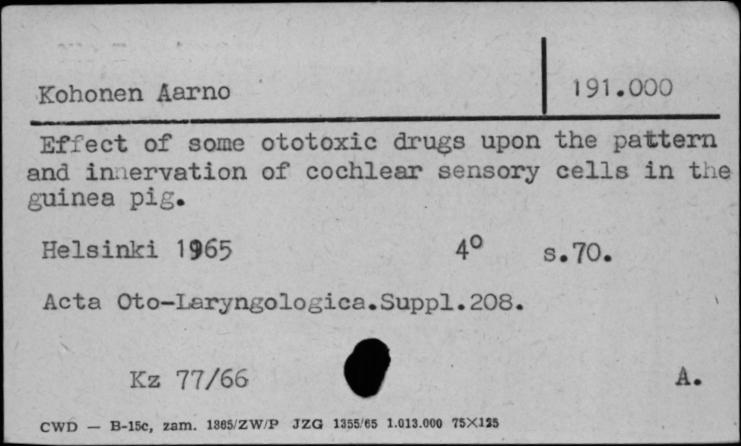 Kohonen Aarno
191.000
Effect of some ototoxic drugs upon the pattern
and innervation of cochlear sensory cells in the
guinea pig.
Helsinki 1965 4° s.70.
Acta Oto-Laryngologica.Suppl.208.
Kz 77/66 A.
CWD — B-15c, zam. 1865/ZW/P JZG 1355/65 1.013.000 75×125